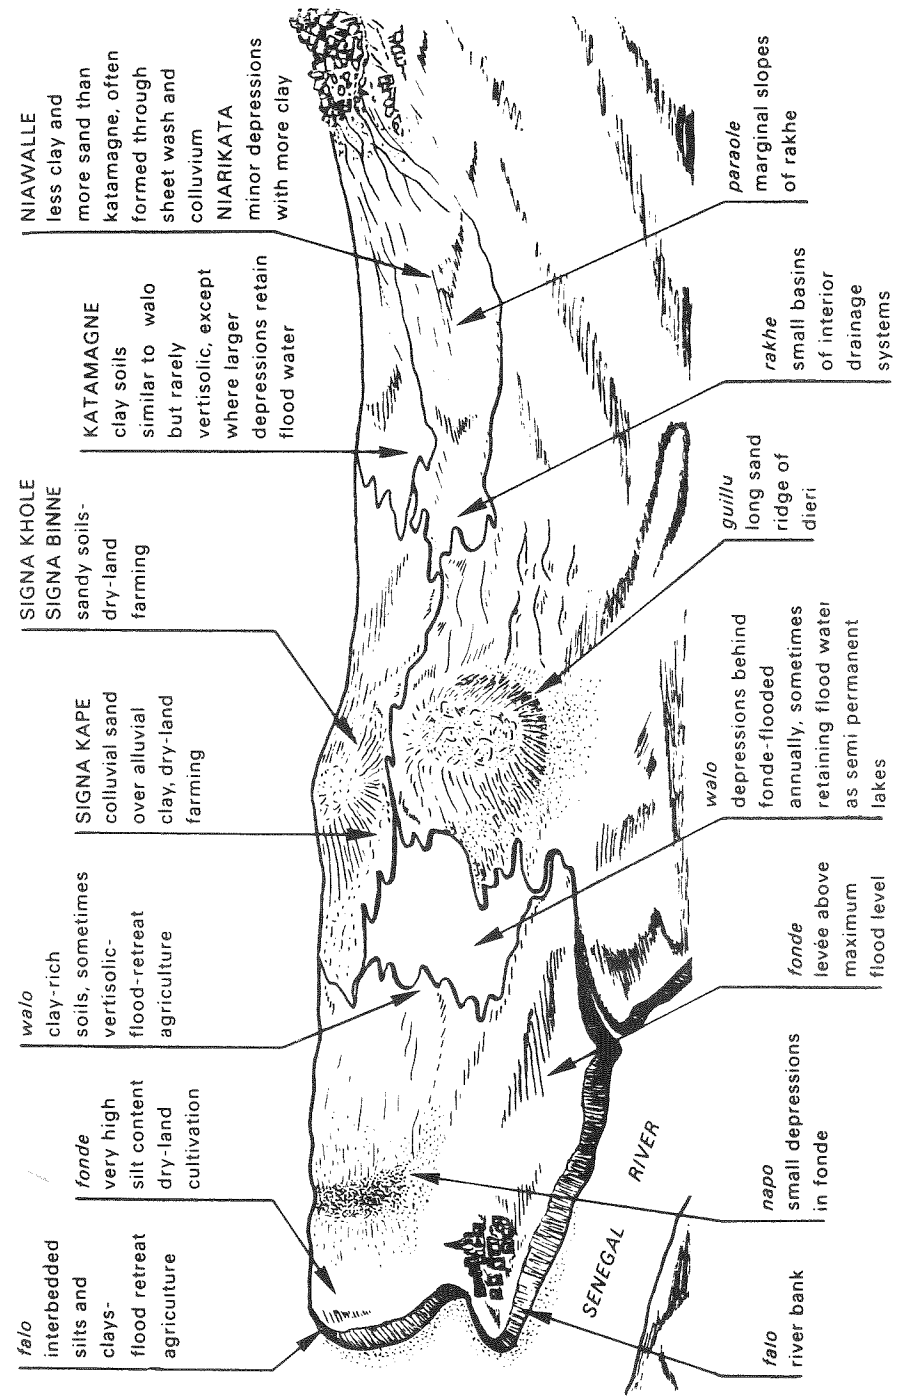 falo
interbedded
silts and
clays-
flood retreat
agriculture
fonde
very high
silt content
dry-land
cultivation
walo
clay-rich
soils, sometimes
vertisolic-
flood-retreat
agriculture
SIGNA KAPE
colluvial sand
over alluvial
clay, dry-land
farming
SIGNA KHOLE
SIGNA BINNE
sandy soils-
dry-land
farming
KATAMAGNE
clay soils
similar to walo
but rarely
vertisolic, except
where larger
depressions retain
flood water
NIAWALLE
less clay and
more sand than
katamagne, often
formed through
sheet wash and
colluvium
NIARIKATA
minor depressions
with more clay
SENEGAL RIVER
falo
river bank
napo
small depressions
in fonde
fonde
levée above
maximum
flood level
walo
depressions behind
fonde-flooded
annually, sometimes
retaining flood water
as semi permanent
lakes
guillu
long sand
ridge of
dieri
rakhe
small basins
of interior
drainage
systems
paraole
marginal slopes
of rakhe